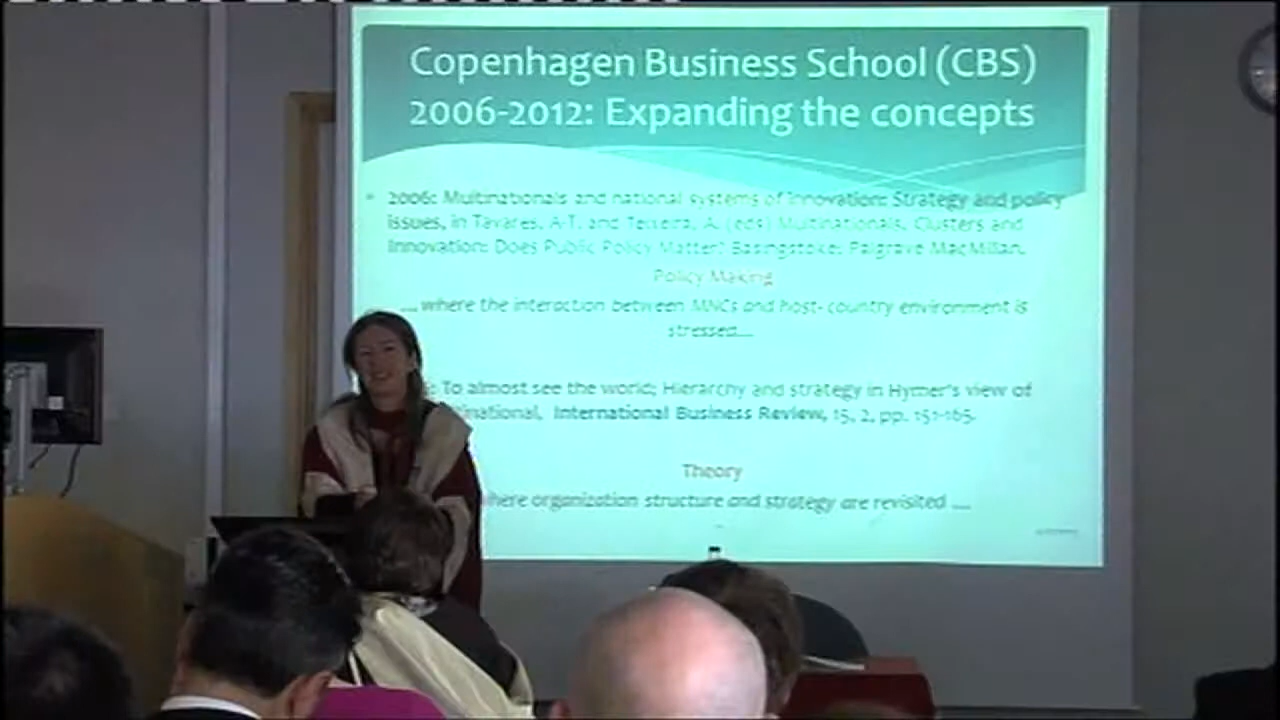 Copenhagen Business School (CBS)
2006-2012: Expanding the concepts
• 2006: Multinationals and national systems of innovation: Strategy and policy
issues, in Tavares, A-T. and Teixeira, A. (eds) Multinationals, Clusters and
Innovation: Does Public Policy Matter? Basingstoke: Palgrave MacMillan.
Policy Making
.... where the interaction between MNCs and host- country environment is
stressed....
: To almost see the world; Hierarchy and strategy in Hymer's view of
inational, International Business Review, 15, 2, pp. 151-165.
Theory
here organization structure and strategy are revisited ....